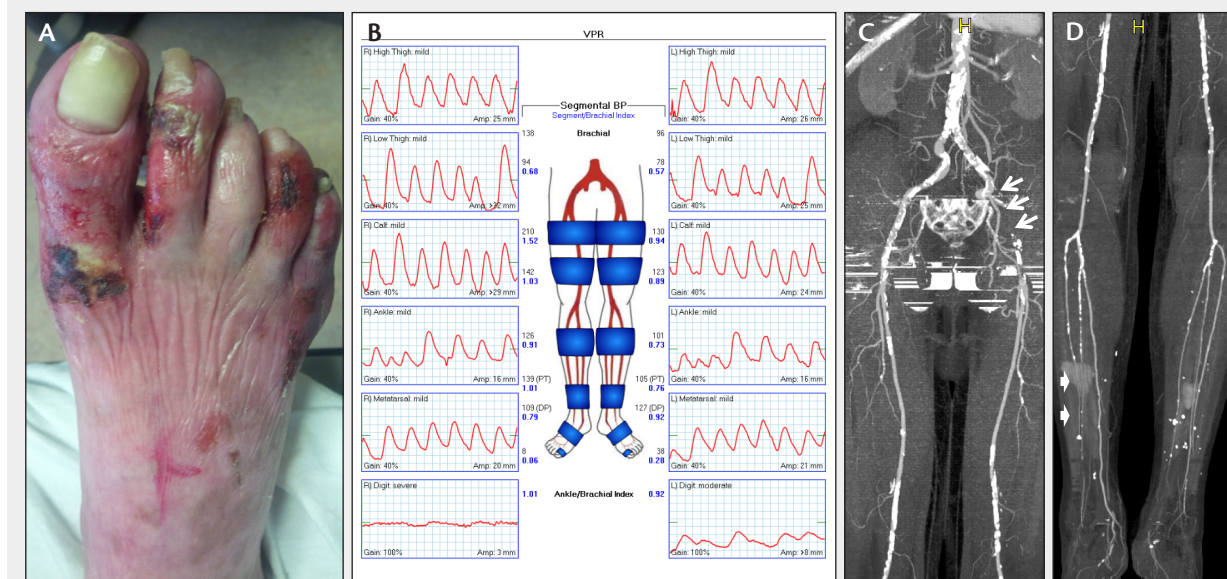 A
B
VPR
R) High Thigh: mild
Gain: 40% Amp: 25 mm
R) Low Thigh: mild
Gain: 40% Amp: >32 mm
R) Calf: mild
Gain: 40% Amp: >29 mm
R) Ankle: mild
Gain: 40% Amp: 16 mm
R) Metatarsal: mild
Gain: 40% Amp: 20 mm
R) Digit: severe
Gain: 100% Amp: 3 mm
Segmental BP
Segment/Brachial Index
138 Brachial 96
94
0.68
78
0.57
210
1.52
130
0.94
142
1.03
123
0.89
126
0.91
101
0.73
139 (PT)
1.01
105 (PT)
0.76
109 (DP)
0.79
127 (DP)
0.92
8
0.06
38
0.28
1.01 Ankle/Brachial Index 0.92
L) High Thigh: mild
Gain: 40% Amp: 26 mm
L) Low Thigh: mild
Gain: 40% Amp: >25 mm
L) Calf: mild
Gain: 40% Amp: 24 mm
L) Ankle: mild
Gain: 40% Amp: 16 mm
L) Metatarsal: mild
Gain: 40% Amp: 21 mm
L) Digit: moderate
Gain: 100% Amp: >8 mm
C
H
D
H